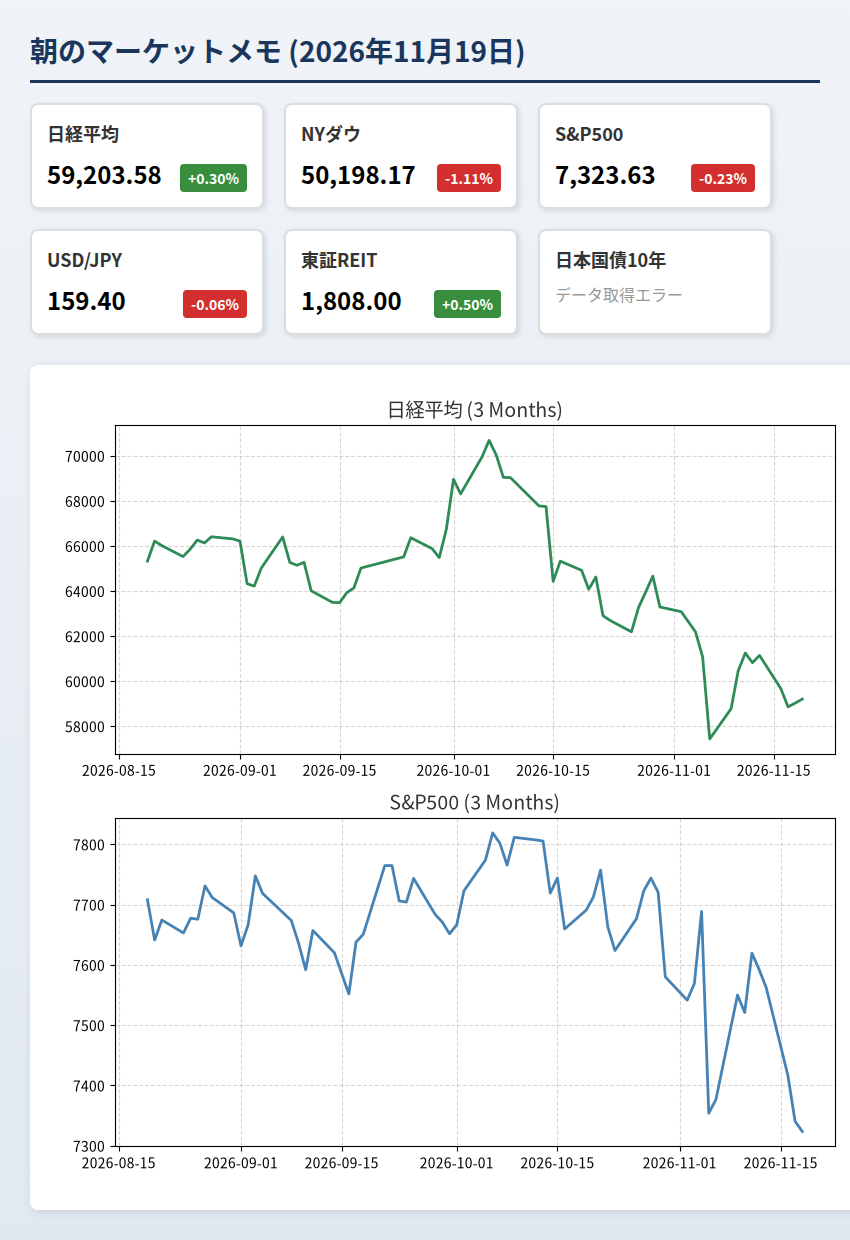 朝のマーケットメモ (2026年11月19日)
日経平均
59,203.58 +0.30%
NYダウ
50,198.17 -1.11%
S&P500
7,323.63 -0.23%
USD/JPY
159.40 -0.06%
東証REIT
1,808.00 +0.50%
日本国債10年
データ取得エラー
日経平均 (3 Months)
70000
68000
66000
64000
62000
60000
58000
2026-08-15 2026-09-01 2026-09-15 2026-10-01 2026-10-15 2026-11-01 2026-11-15
S&P500 (3 Months)
7800
7700
7600
7500
7400
7300
2026-08-15 2026-09-01 2026-09-15 2026-10-01 2026-10-15 2026-11-01 2026-11-15